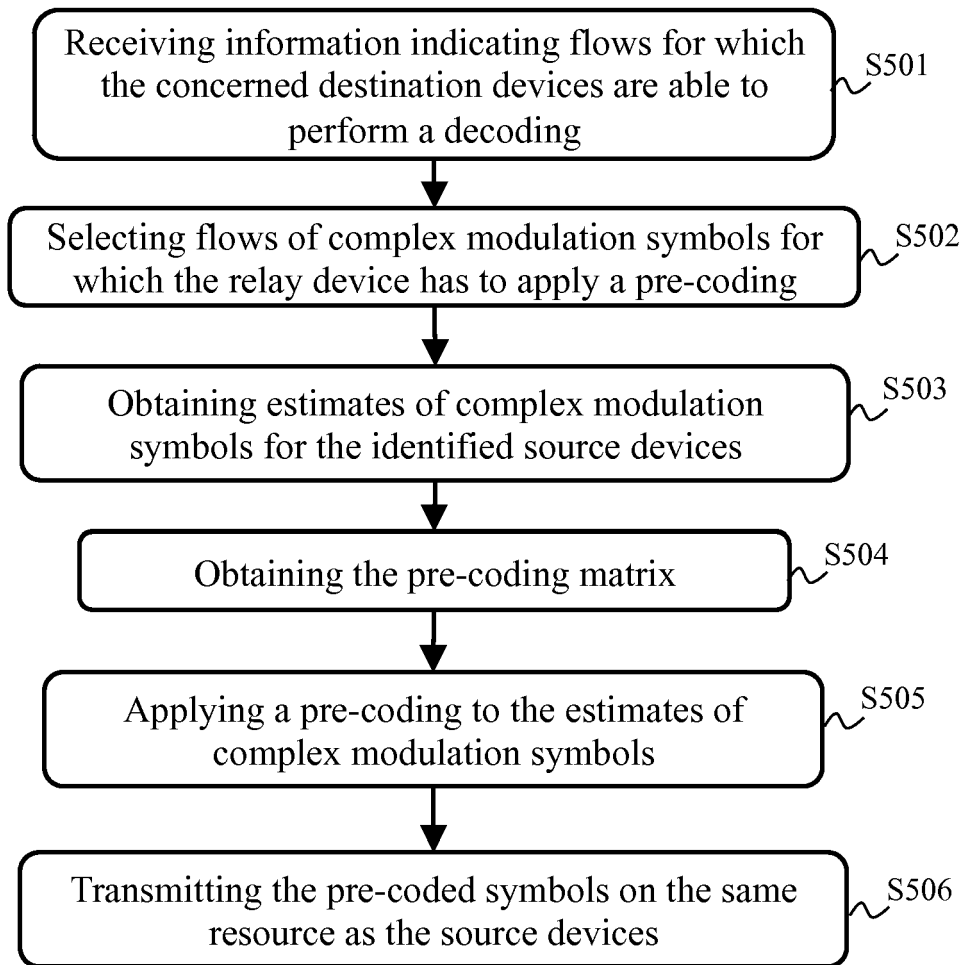 Receiving information indicating flows for which
the concerned destination devices are able to
perform a decoding
S501
Selecting flows of complex modulation symbols for
which the relay device has to apply a pre-coding
S502
Obtaining estimates of complex modulation
symbols for the identified source devices
S503
Obtaining the pre-coding matrix
S504
Applying a pre-coding to the estimates of
complex modulation symbols
S505
Transmitting the pre-coded symbols on the same
resource as the source devices
S506